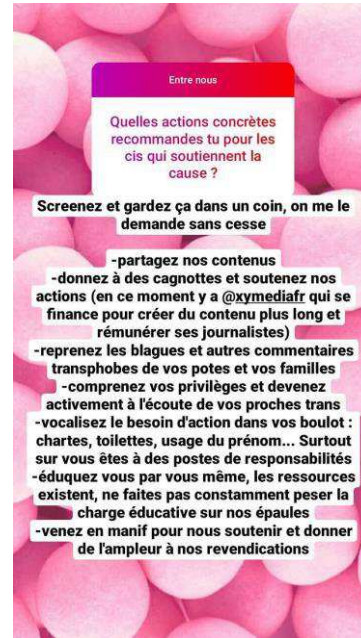 Entre nous
Quelles actions concrètes
recommandes tu pour les
cis qui soutiennent la
cause ?
Screenez et gardez ça dans un coin, on me le
demande sans cesse
-partagez nos contenus
-donnez à des cagnottes et soutenez nos
actions (en ce moment y a @xymediafr qui se
finance pour créer du contenu plus long et
rémunérer ses journalistes)
-reprenez les blagues et autres commentaires
transphobes de vos potes et vos familles
-comprenez vos privilèges et devenez
activement à l'écoute de vos proches trans
-vocalisez le besoin d'action dans vos boulot :
chartes, toilettes, usage du prénom... Surtout
sur vous êtes à des postes de responsabilités
-éduquez vous par vous même, les ressources
existent, ne faites pas constamment peser la
charge éducative sur nos épaules
-venez en manif pour nous soutenir et donner
de l'ampleur à nos revendications